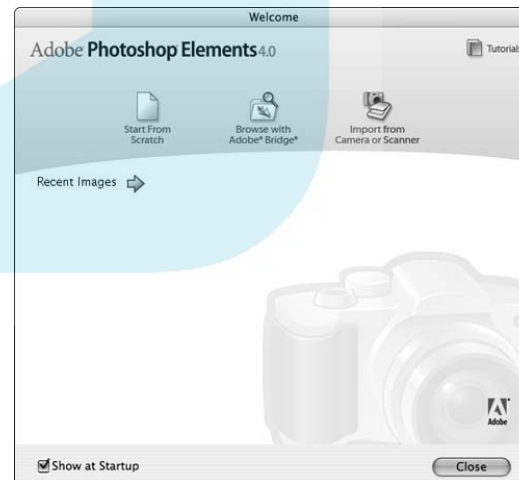 Welcome
Adobe Photoshop Elements 4.0
Tutorials
Start From
Scratch
Browse with
Adobe® Bridge®
Import from
Camera or Scanner
Recent Images
Adobe
Show at Startup
Close